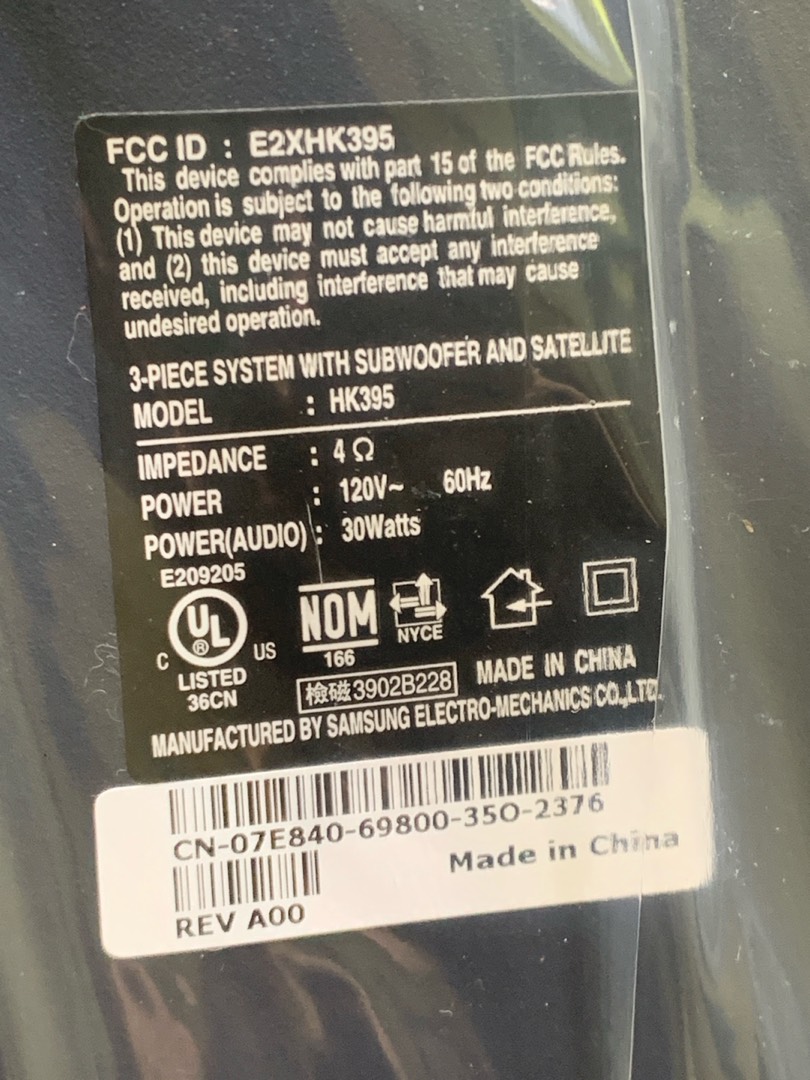 FCC ID : E2XHK395
This device complies with part 15 of the FCC Rules.
Operation is subject to the following two conditions:
(1) This device may not cause harmful interference,
and (2) this device must accept any interference
received, including interference that may cause
undesired operation.
3-PIECE SYSTEM WITH SUBWOOFER AND SATELLITE
MODEL : HK395
IMPEDANCE : 4Ω
POWER : 120V~ 60Hz
POWER(AUDIO) : 30Watts
E209205
C UL ® US
LISTED
36CN
NOM
166
NYCE
檢磁3902B228
MADE IN CHINA
MANUFACTURED BY SAMSUNG ELECTRO-MECHANICS CO.,LTD.
CN-07E840-69800-35O-2376
Made in China
REV A00